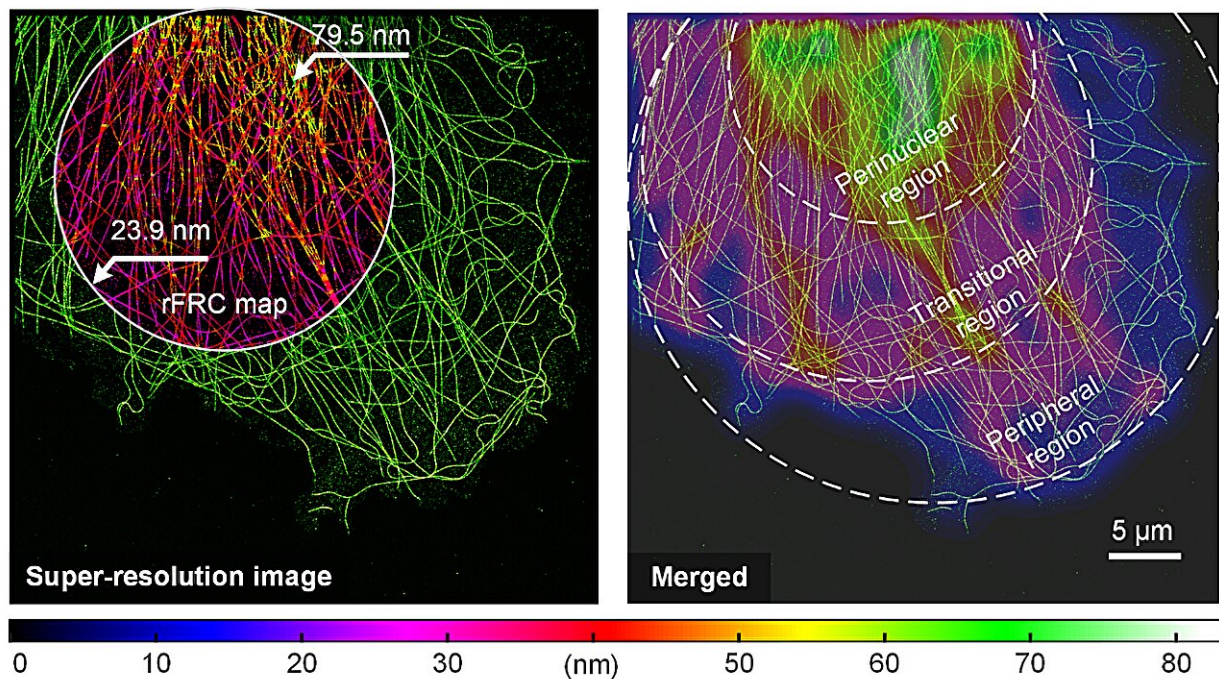 79.5 nm
23.9 nm
rFRC map
Super-resolution image
Perinuclear
region
Transitional
region
Peripheral
region
5 μm
Merged
0 10 20 30 (nm) 50 60 70 80